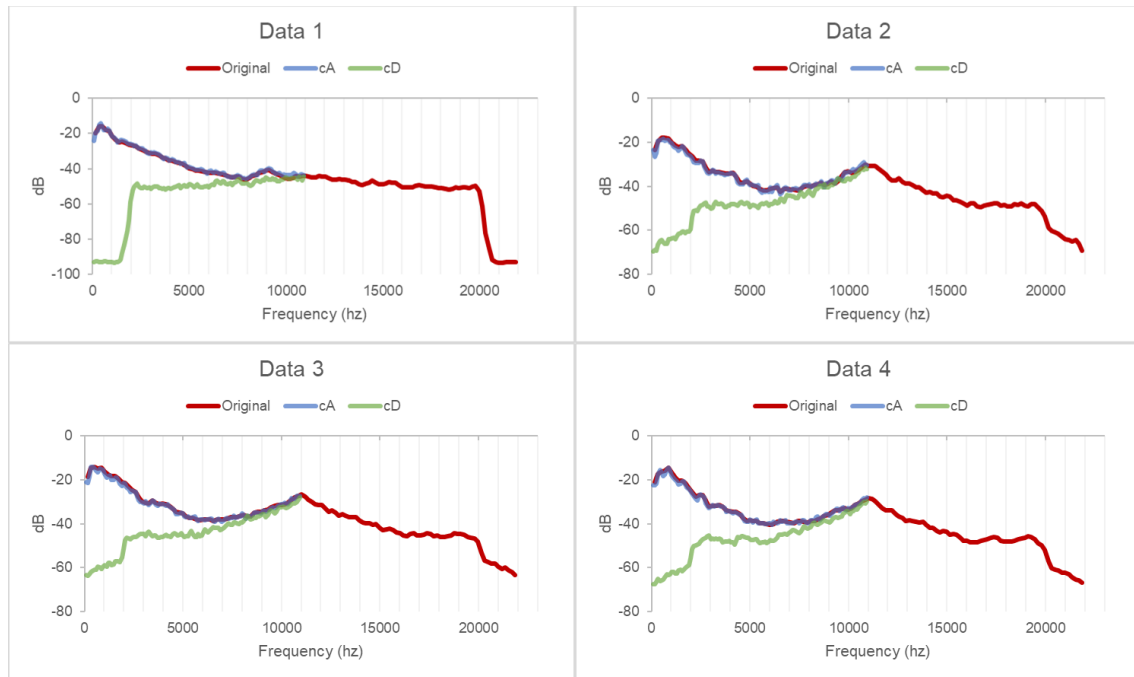 Data 1
Original cA cD
0
-20
-40
-60
-80
-100
dB
0 5000 10000 15000 20000
Frequency (hz)
Data 2
Original cA cD
0
-20
-40
-60
-80
dB
0 5000 10000 15000 20000
Frequency (hz)
Data 3
Original cA cD
0
-20
-40
-60
-80
dB
0 5000 10000 15000 20000
Frequency (hz)
Data 4
Original cA cD
0
-20
-40
-60
-80
dB
0 5000 10000 15000 20000
Frequency (hz)